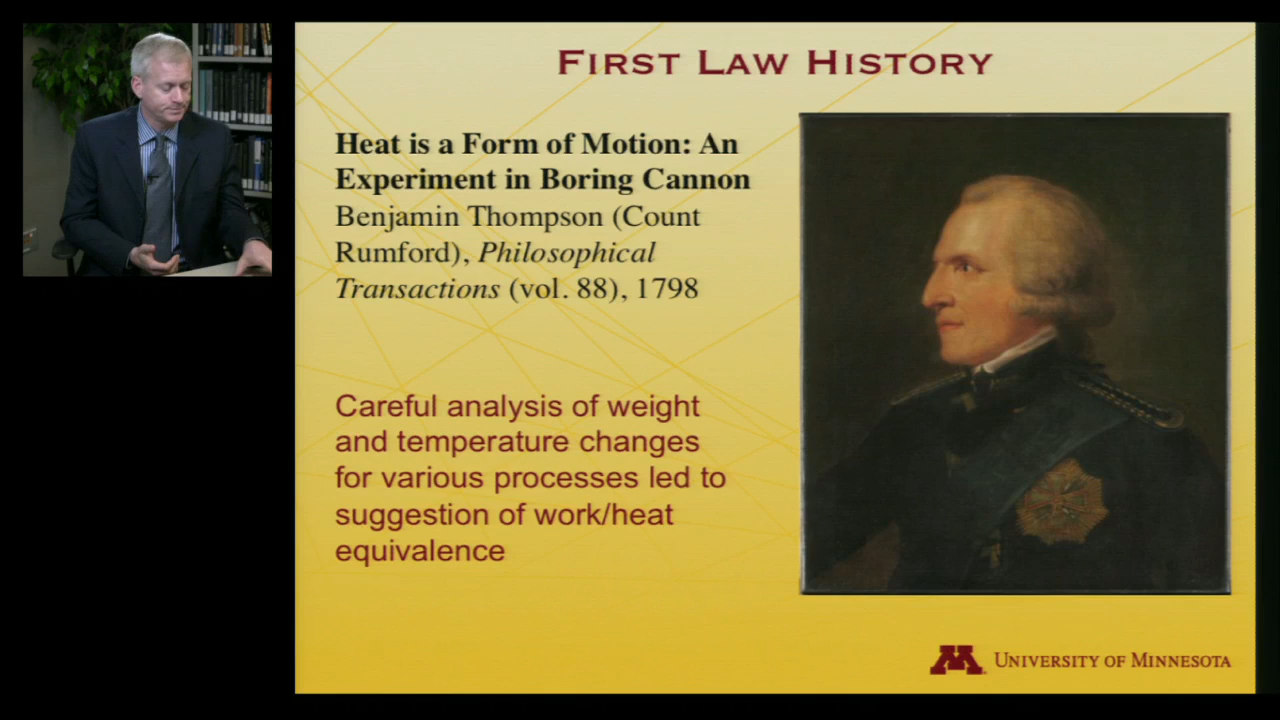 FIRST LAW HISTORY
Heat is a Form of Motion: An
Experiment in Boring Cannon
Benjamin Thompson (Count
Rumford), Philosophical
Transactions (vol. 88), 1798
Careful analysis of weight
and temperature changes
for various processes led to
suggestion of work/heat
equivalence
M UNIVERSITY OF MINNESOTA